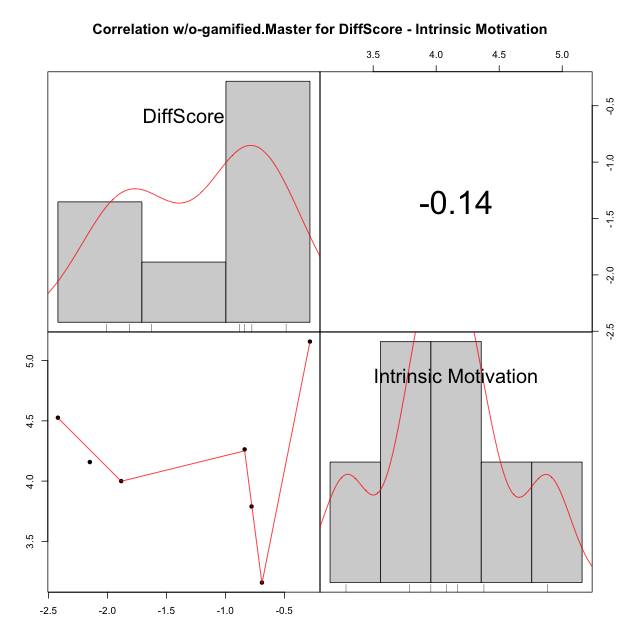 Correlation w/o-gamified.Master for DiffScore - Intrinsic Motivation
3.5 4.0 4.5 5.0
DiffScore
-0.14
-0.5
-1.0
-1.5
-2.0
-2.5
5.0
4.5
4.0
3.5
Intrinsic Motivation
-2.5 -2.0 -1.5 -1.0 -0.5